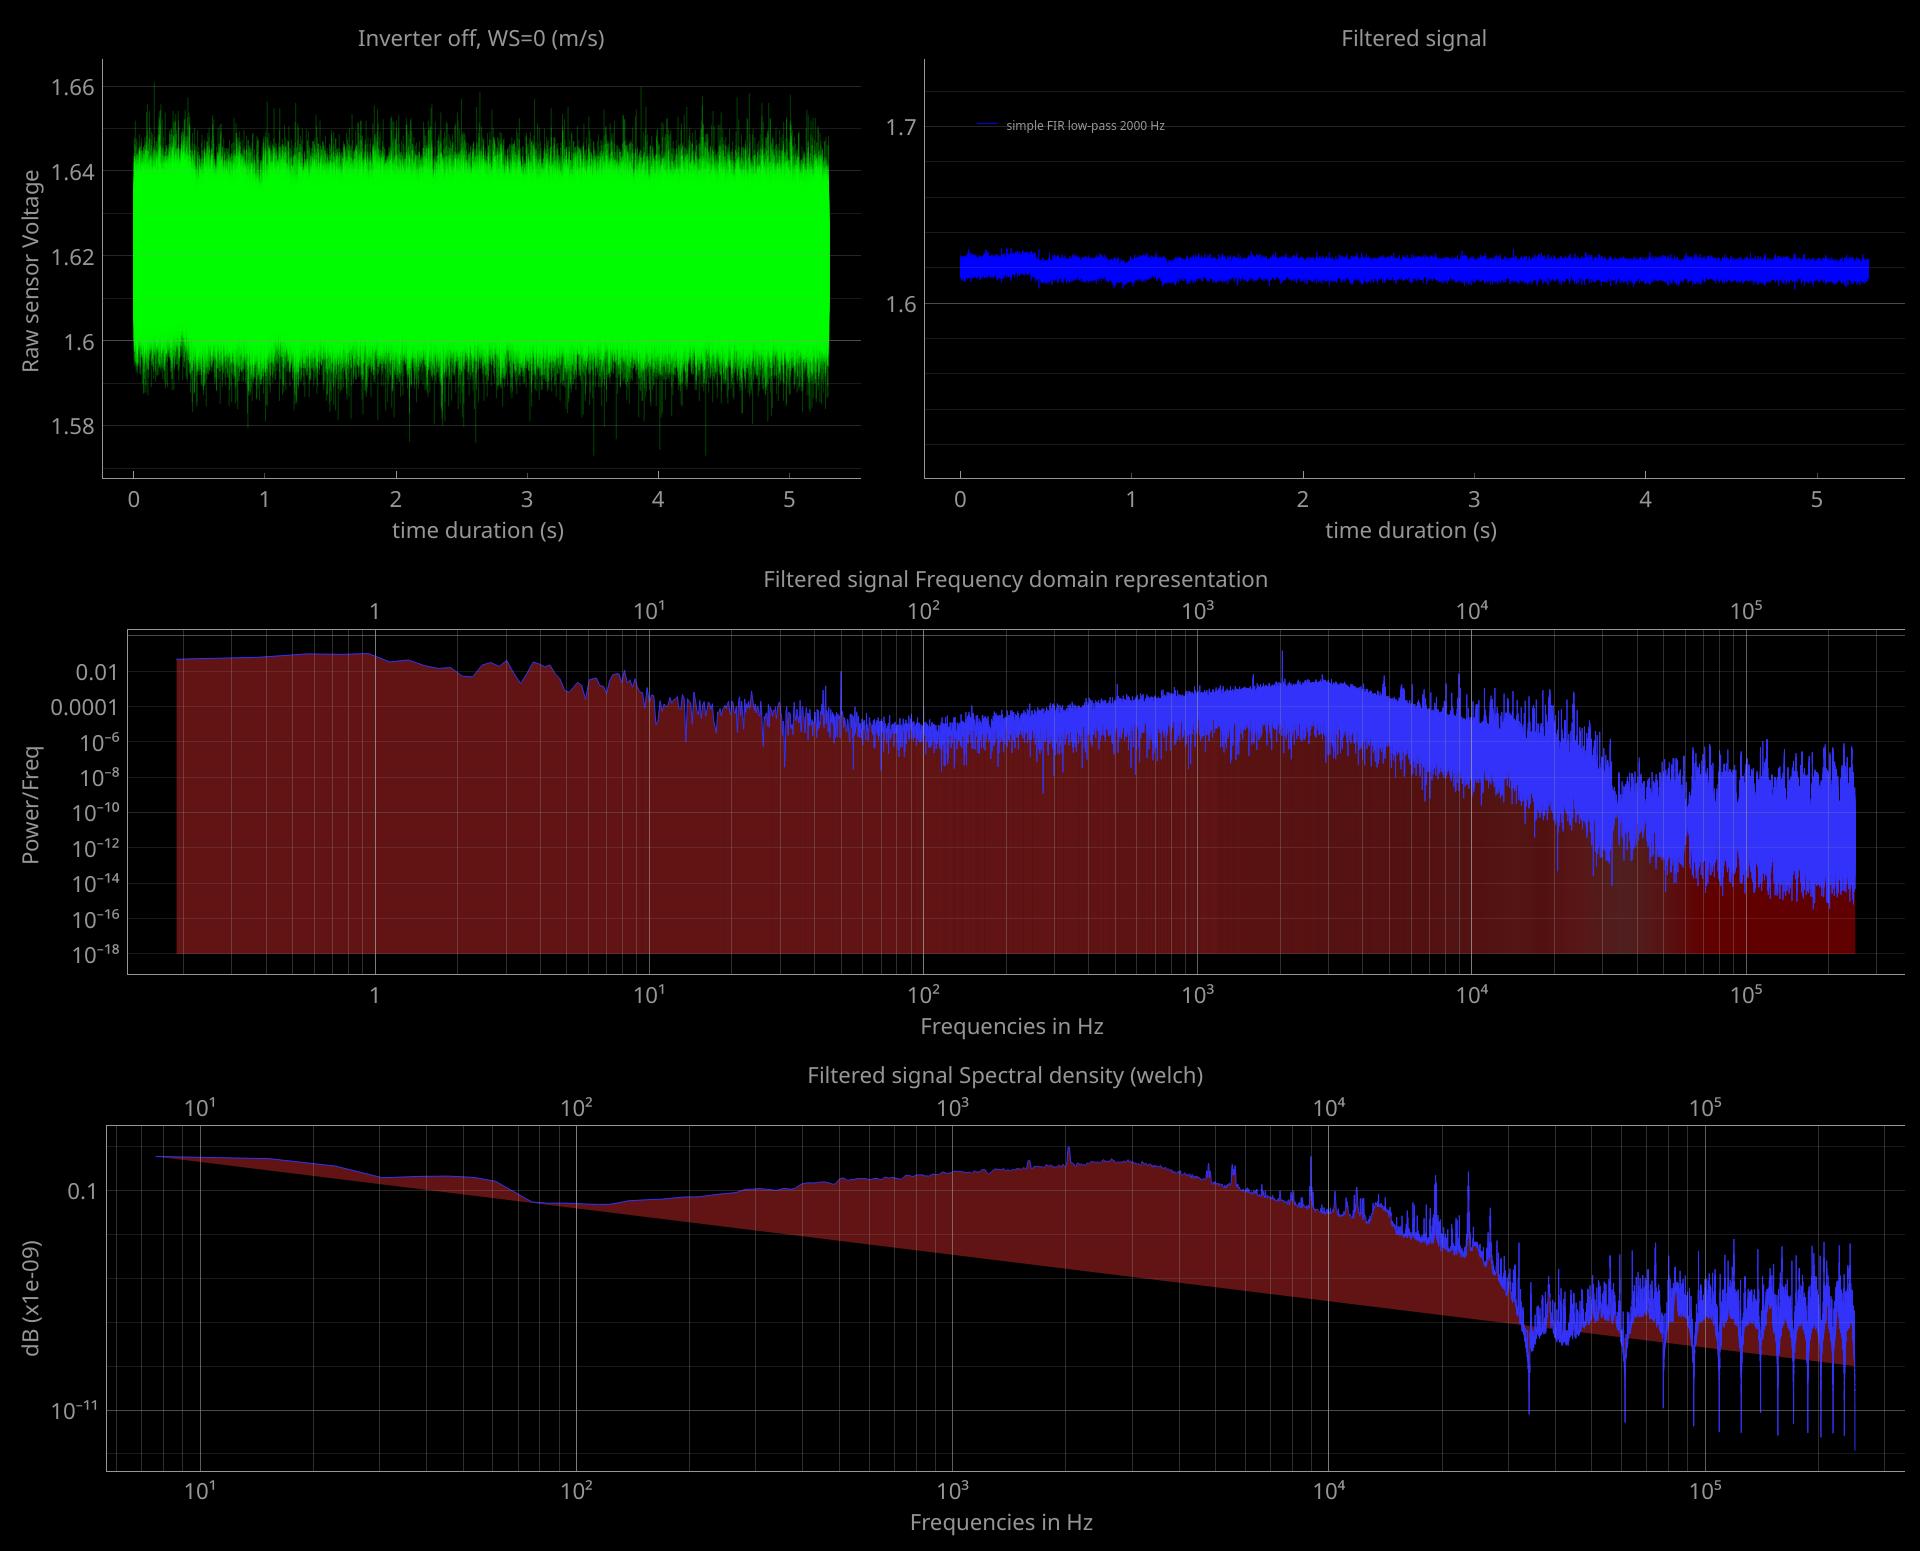 Inverter off, WS=0 (m/s)
Raw sensor Voltage
1.66
1.64
1.62
1.6
1.58
0 1 2 3 4 5
time duration (s)
Filtered signal
simple FIR low-pass 2000 Hz
1.7
1.6
0 1 2 3 4 5
time duration (s)
Filtered signal Frequency domain representation
1 10¹ 10² 10³ 10⁴ 10⁵
Power/Freq
0.01
0.0001
10⁻⁶
10⁻⁸
10⁻¹⁰
10⁻¹²
10⁻¹⁴
10⁻¹⁶
10⁻¹⁸
1 10¹ 10² 10³ 10⁴ 10⁵
Frequencies in Hz
Filtered signal Spectral density (welch)
10¹ 10² 10³ 10⁴ 10⁵
dB (x1e-09)
0.1
10⁻¹¹
10¹ 10² 10³ 10⁴ 10⁵
Frequencies in Hz